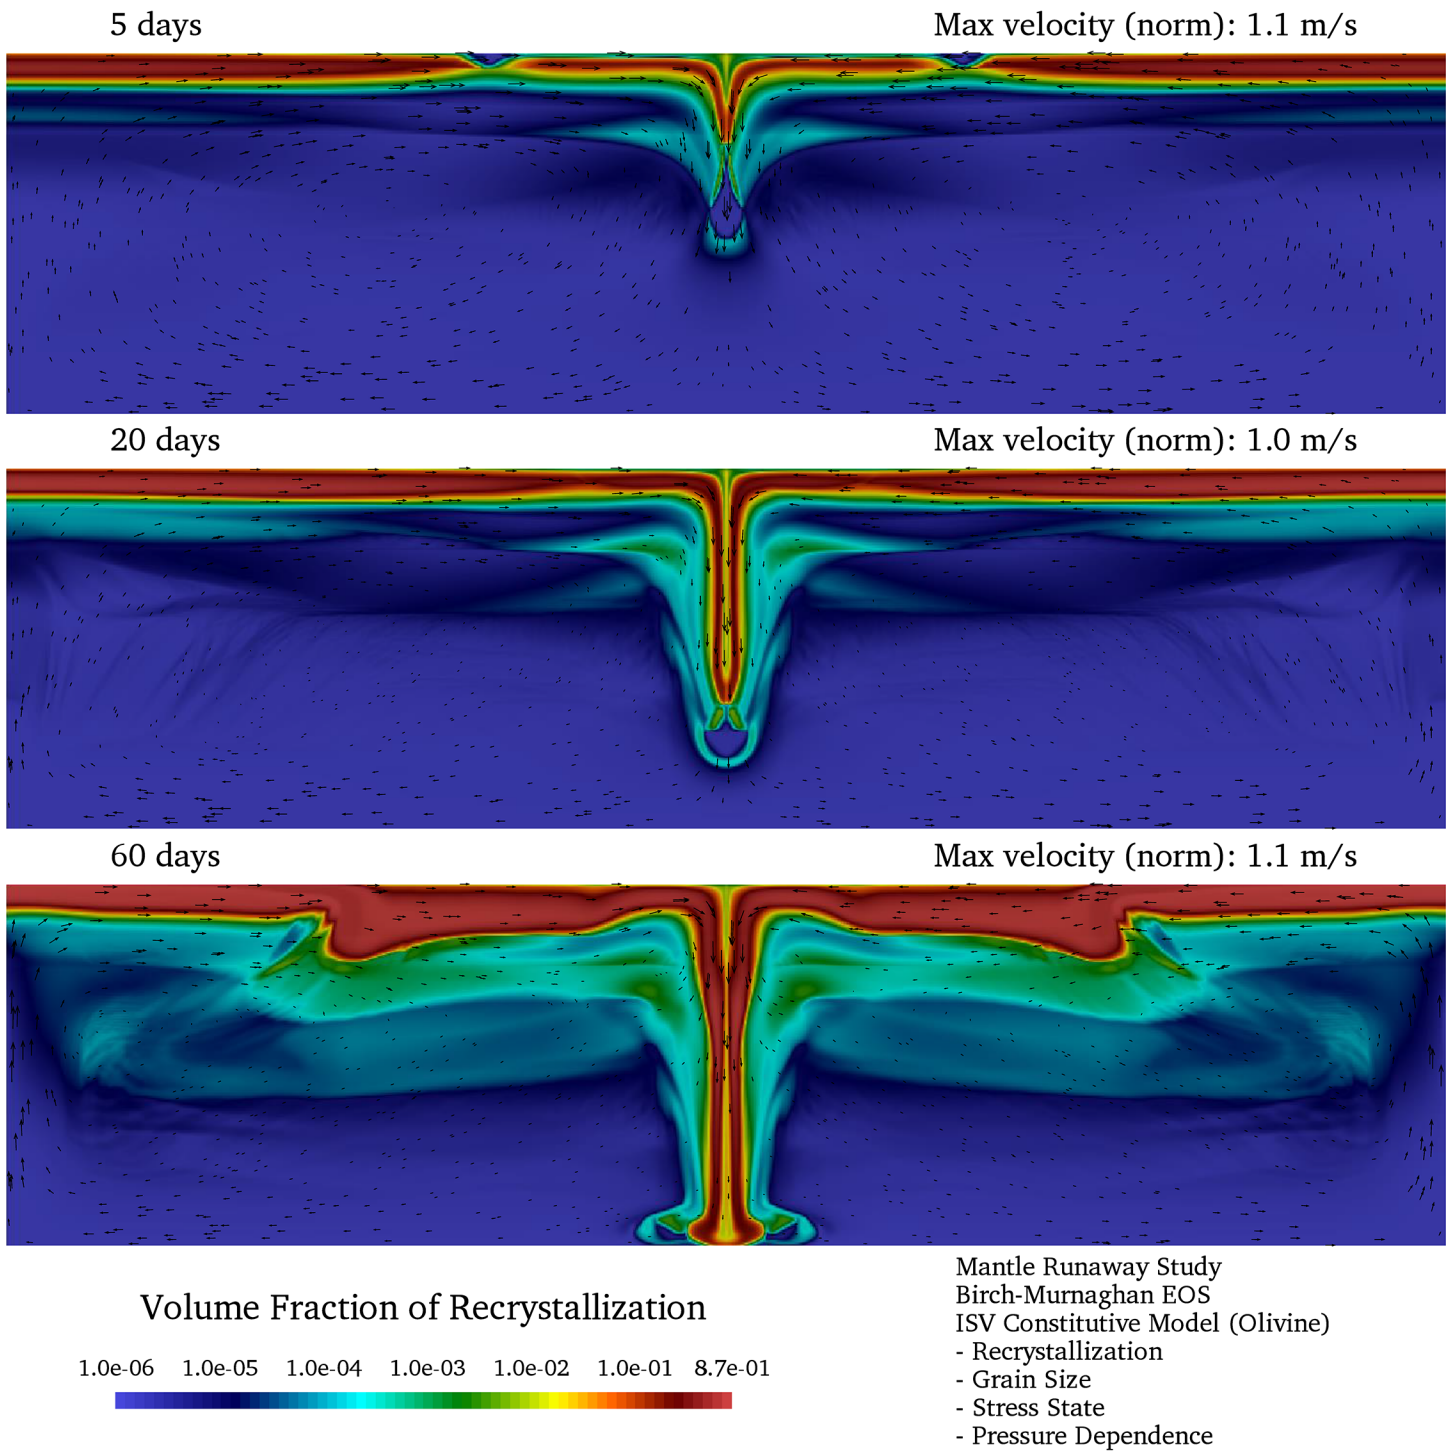 5 days Max velocity (norm): 1.1 m/s
20 days Max velocity (norm): 1.0 m/s
60 days Max velocity (norm): 1.1 m/s
Volume Fraction of Recrystallization
1.0e-06 1.0e-05 1.0e-04 1.0e-03 1.0e-02 1.0e-01 8.7e-01
Mantle Runaway Study
Birch-Murnaghan EOS
ISV Constitutive Model (Olivine)
- Recrystallization
- Grain Size
- Stress State
- Pressure Dependence